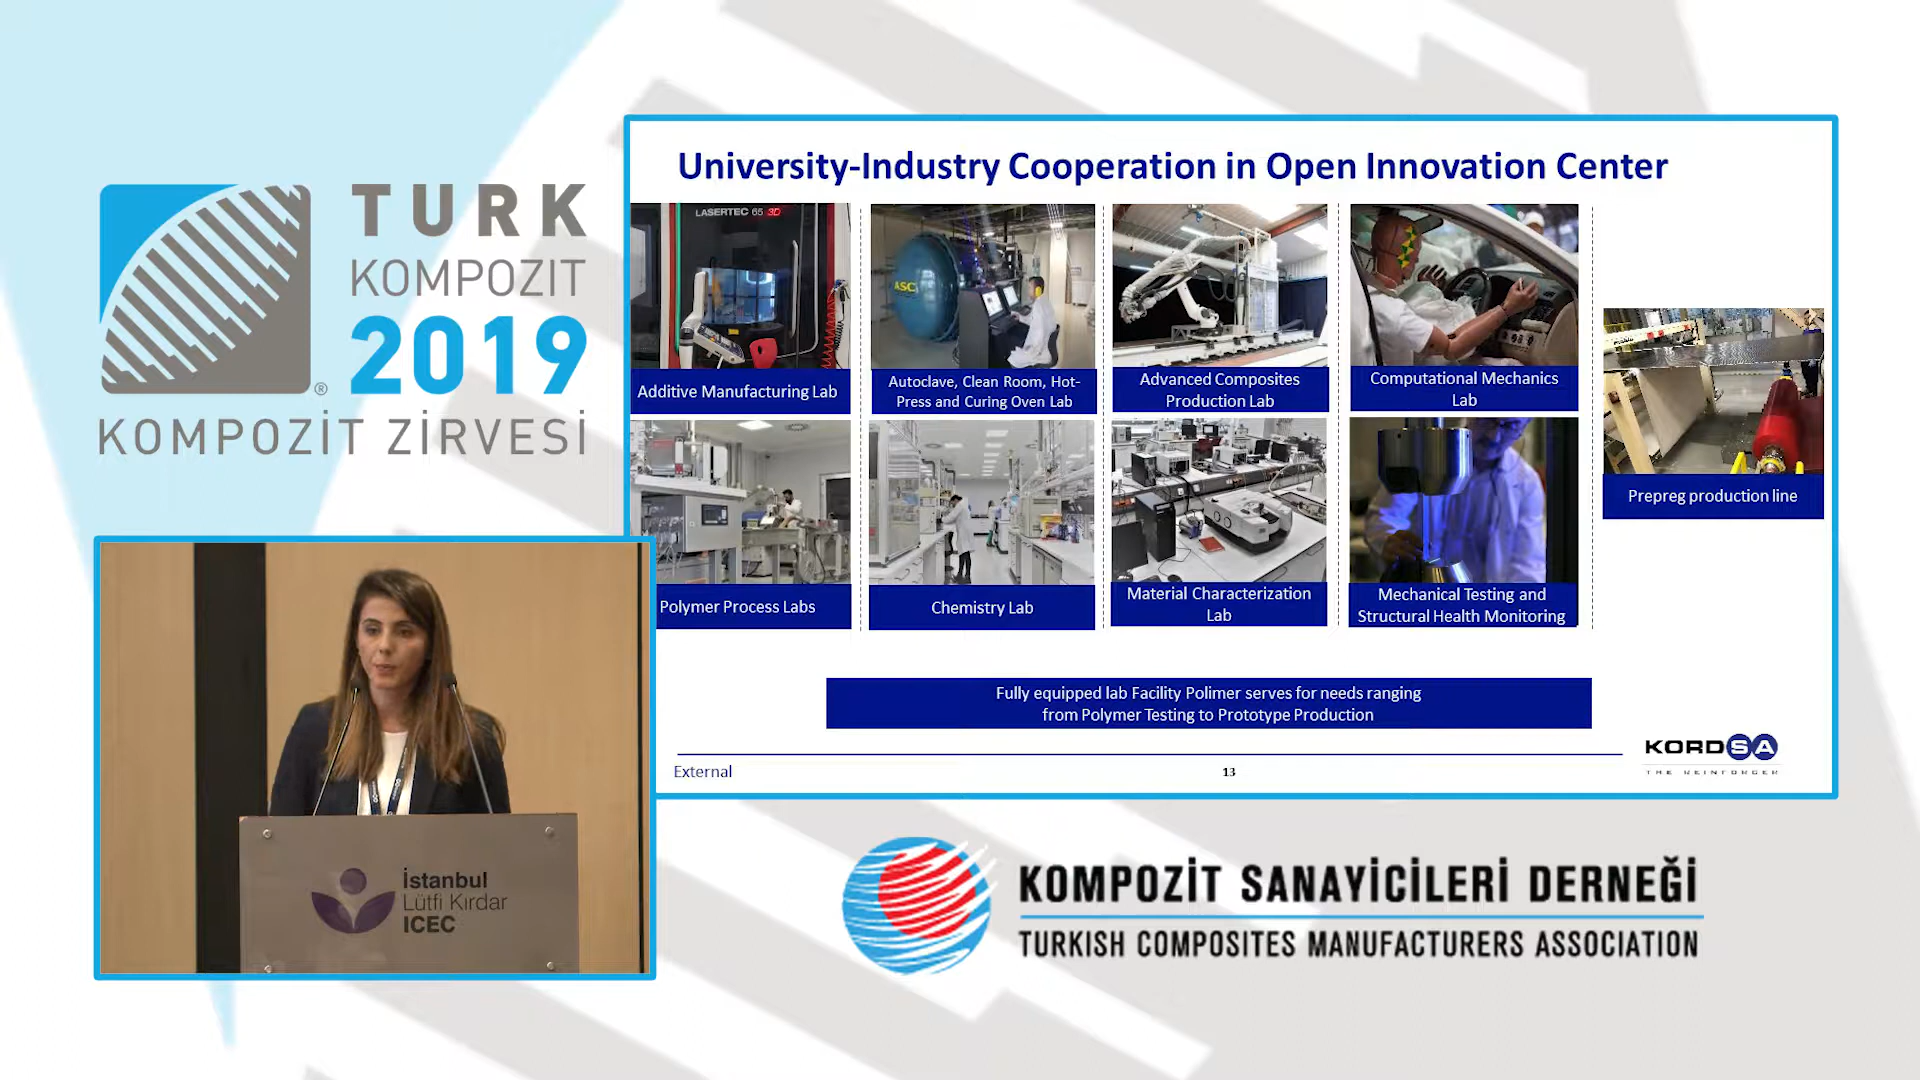 TURK
KOMPOZIT
2019
®
KOMPOZİT ZİRVESİ
University-Industry Cooperation in Open Innovation Center
LASERTEC 65 3D
ASC
Additive Manufacturing Lab
Autoclave, Clean Room, Hot-
Press and Curing Oven Lab
Advanced Composites
Production Lab
Computational Mechanics
Lab
Prepreg production line
Polymer Process Labs
Chemistry Lab
Material Characterization
Lab
Mechanical Testing and
Structural Health Monitoring
Fully equipped lab Facility Polimer serves for needs ranging
from Polymer Testing to Prototype Production
External
13
KORDSA
THE REINFORCER
İstanbul
Lütfi Kırdar
ICEC
KOMPOZİT SANAYİCİLERİ DERNEĞİ
TURKISH COMPOSITES MANUFACTURERS ASSOCIATION